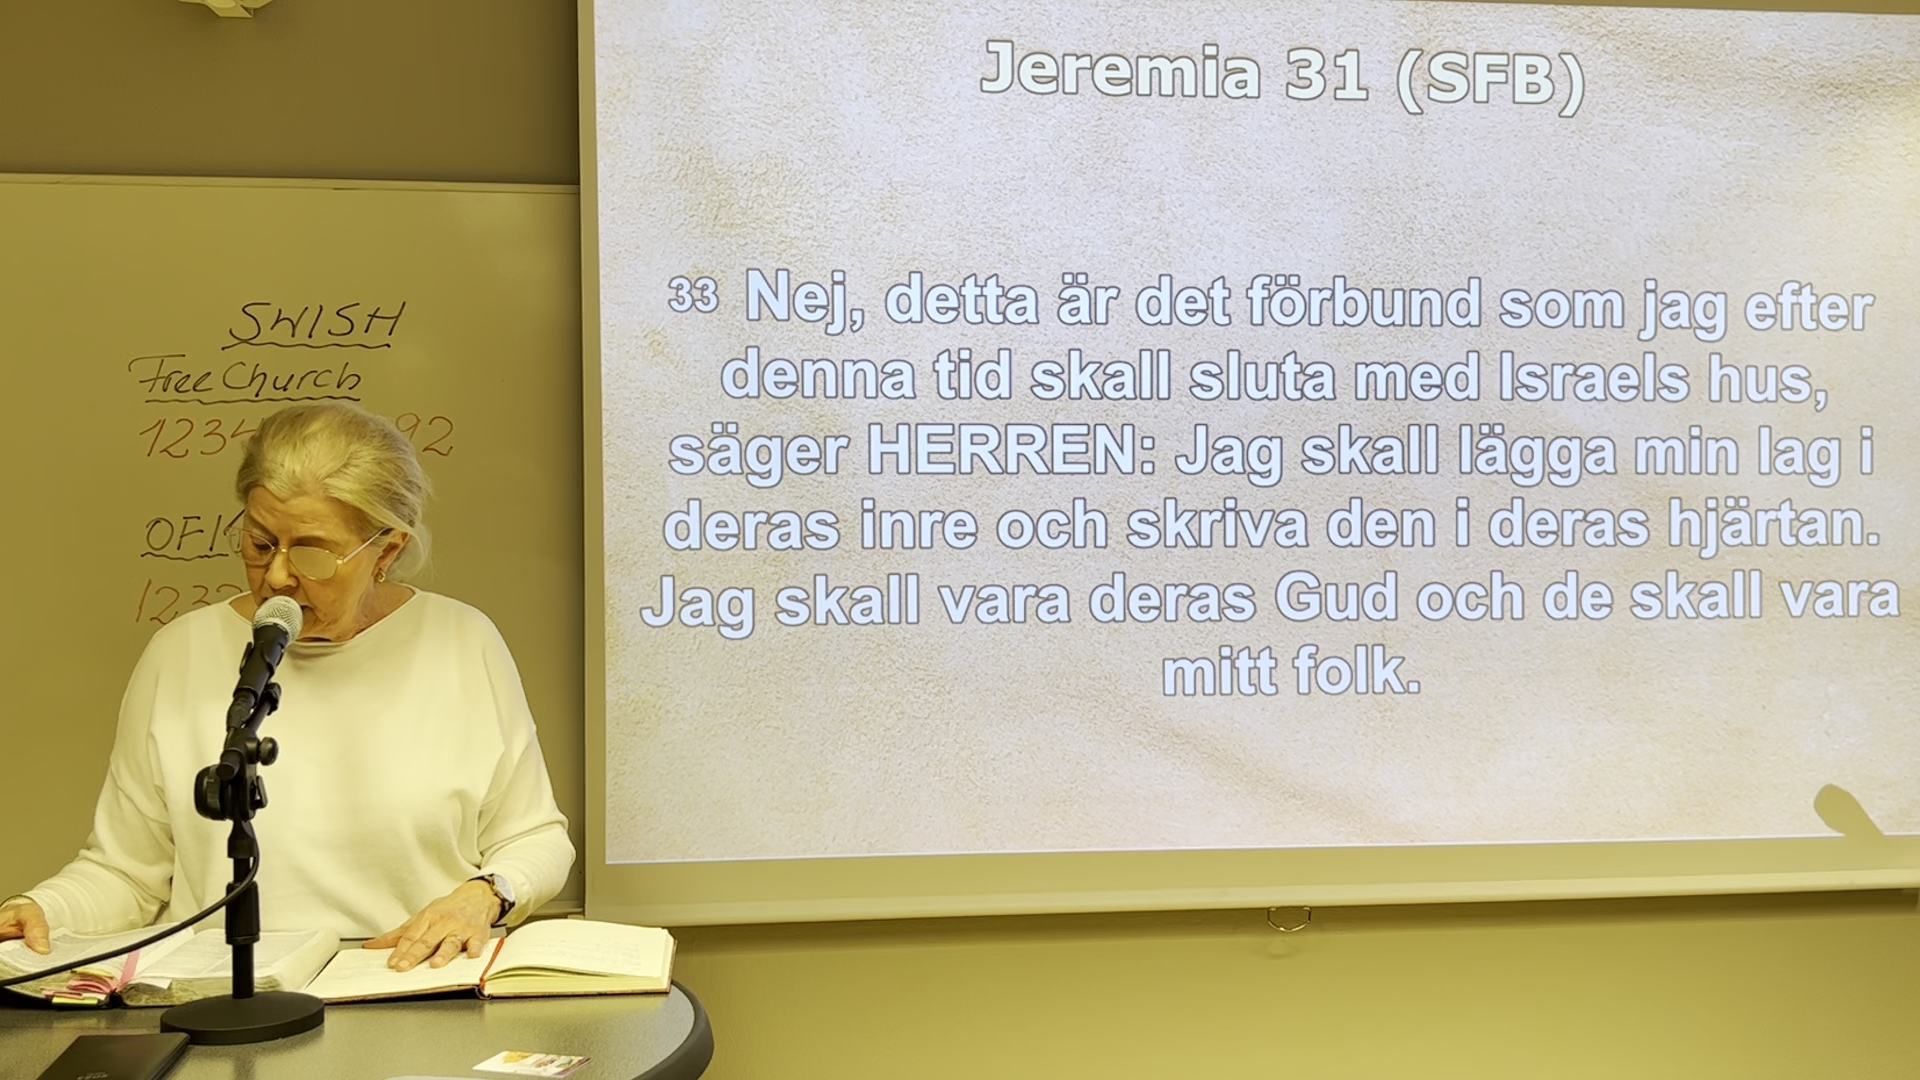 Jeremia 31 (SFB)
33 Nej, detta är det förbund som jag efter
denna tid skall sluta med Israels hus,
säger HERREN: Jag skall lägga min lag i
deras inre och skriva den i deras hjärtan.
Jag skall vara deras Gud och de skall vara
mitt folk.
SWISH
Free Church